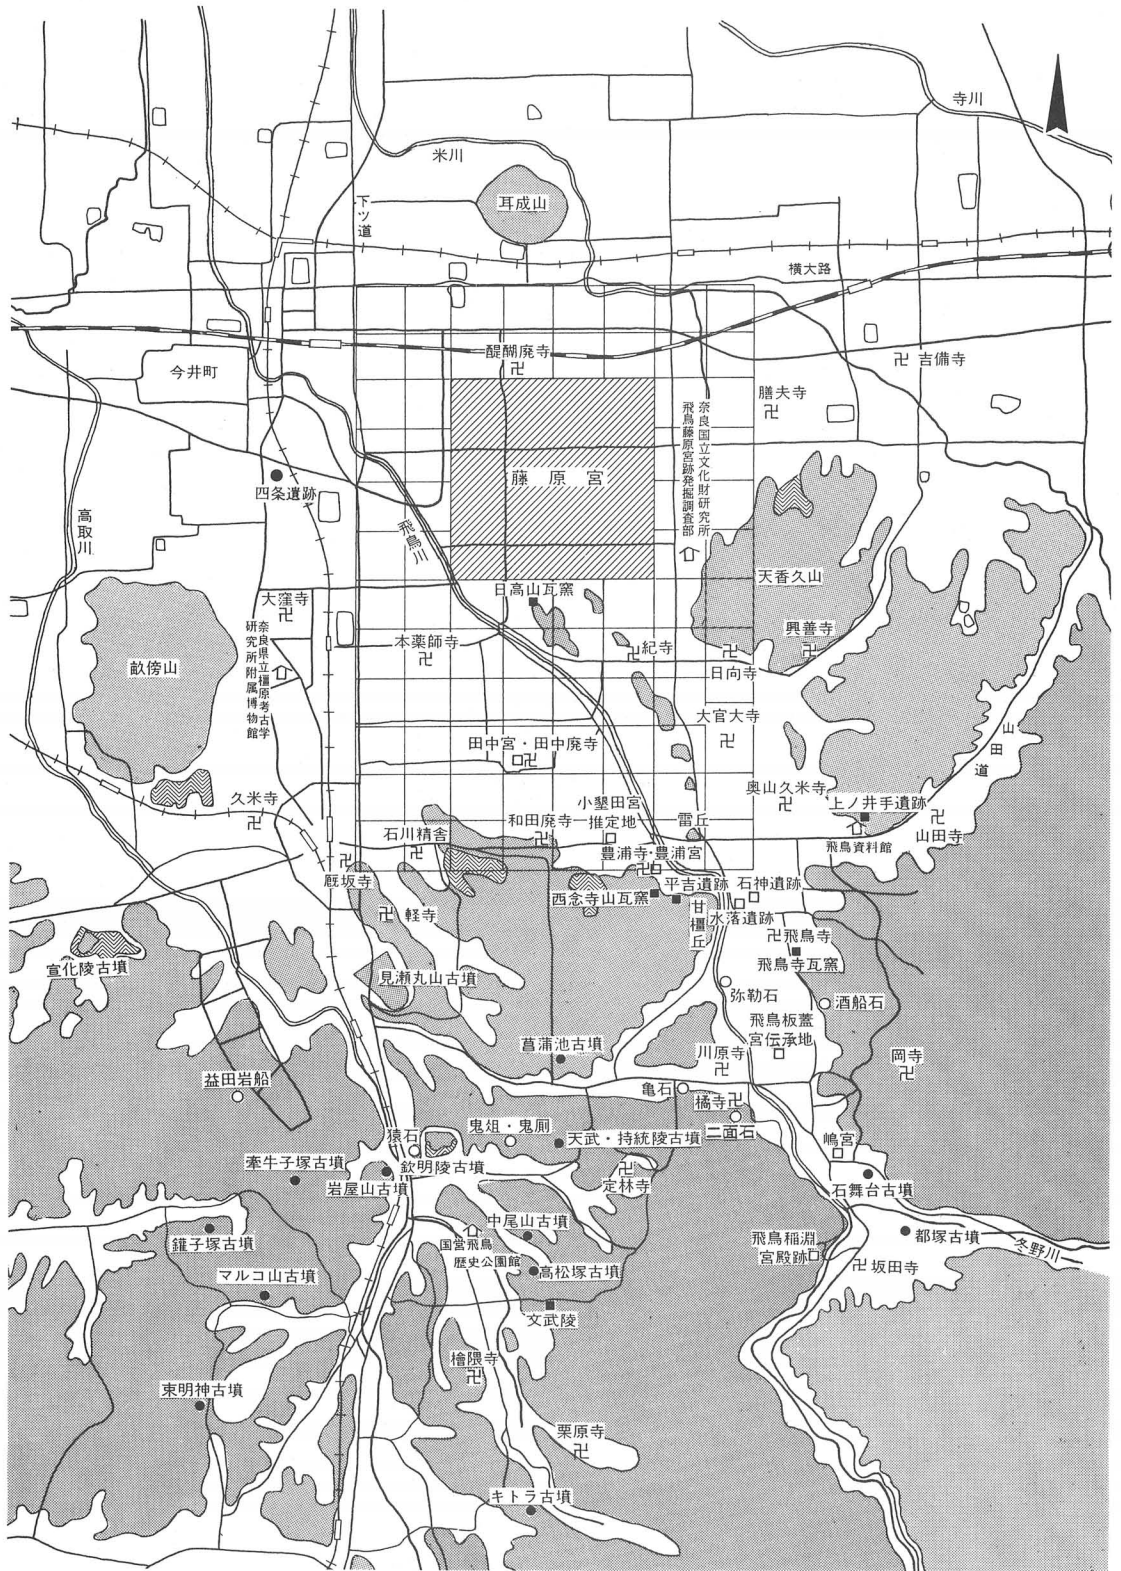 寺川
米川
耳成山
下ツ道
横大路
醍醐廃寺
吉備寺
今井町
膳夫寺
奈良国立文化財研究所
飛鳥藤原宮跡発掘調査部
藤原宮
四条遺跡
高取川
飛鳥川
天香久山
日高山瓦窯
大窪寺
奈良県立橿原考古学
研究所附属博物館
本薬師寺
紀寺
興善寺
日向寺
畝傍山
大官大寺
山田道
田中宮・田中廃寺
奥山久米寺
久米寺
小墾田宮
推定地
和田廃寺
雷丘
上ノ井手遺跡
山田寺
石川精舎
飛鳥資料館
豊浦寺・豊浦宮
厩坂寺
平吉遺跡
石神遺跡
西念寺山瓦窯
甘橿丘
水落遺跡
軽寺
飛鳥寺
飛鳥寺瓦窯
宣化陵古墳
見瀬丸山古墳
弥勒石
酒船石
飛鳥板蓋
宮伝承地
菖蒲池古墳
川原寺
岡寺
益田岩船
亀石
橘寺
二面石
鬼俎・鬼厠
猿石
天武・持統陵古墳
嶋宮
牽牛子塚古墳
欽明陵古墳
岩屋山古墳
定林寺
石舞台古墳
中尾山古墳
都塚古墳
鑵子塚古墳
国営飛鳥
歴史公園館
飛鳥稲淵
宮殿跡
冬野川
坂田寺
マルコ山古墳
高松塚古墳
文武陵
檜隈寺
束明神古墳
栗原寺
キトラ古墳